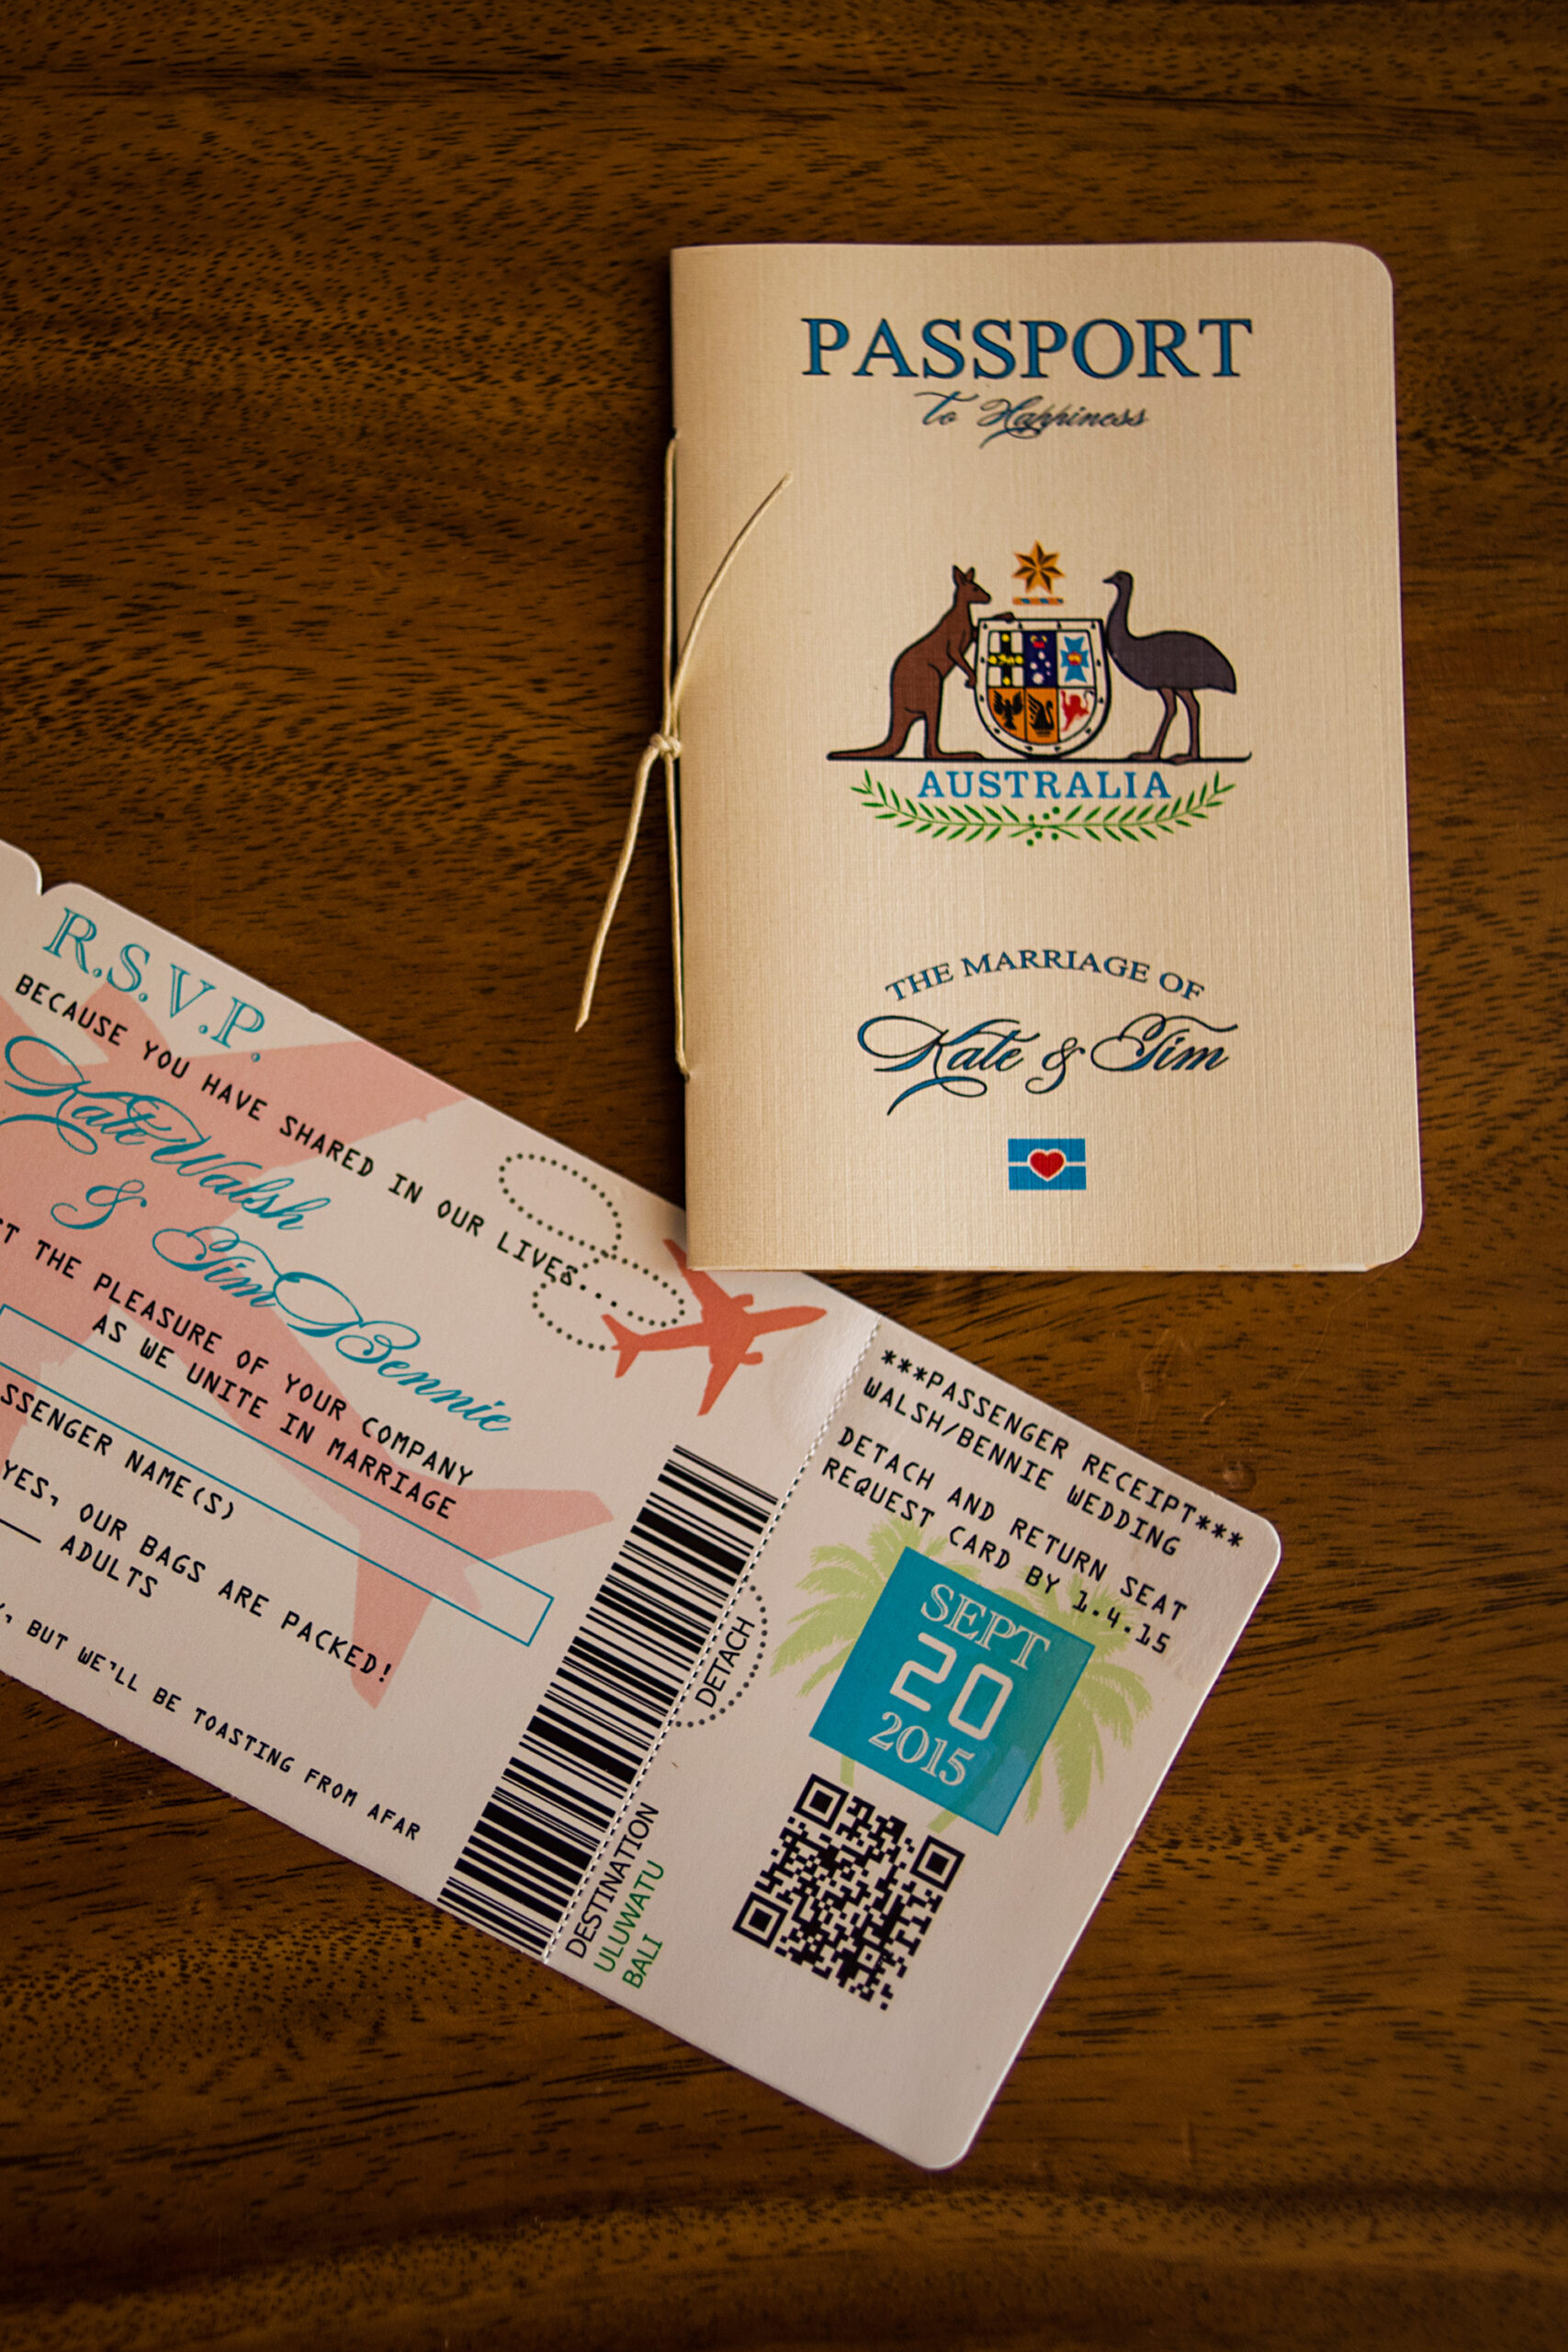 PASSPORT
to Happiness
AUSTRALIA
THE MARRIAGE OF
Kate & Tim
R.S.V.P.
BECAUSE YOU HAVE SHARED IN OUR LIVES...
Kate Walsh
& Tim Bennie
THE PLEASURE OF YOUR COMPANY
AS WE UNITE IN MARRIAGE
SSENGER NAME(S)
YES, OUR BAGS ARE PACKED!
ADULTS
, BUT WE'LL BE TOASTING FROM AFAR
***PASSENGER RECEIPT***
WALSH/BENNIE WEDDING
DETACH AND RETURN SEAT
REQUEST CARD BY 1.4.15
SEPT
20
2015
DETACH
DESTINATION
ULUWATU
BALI